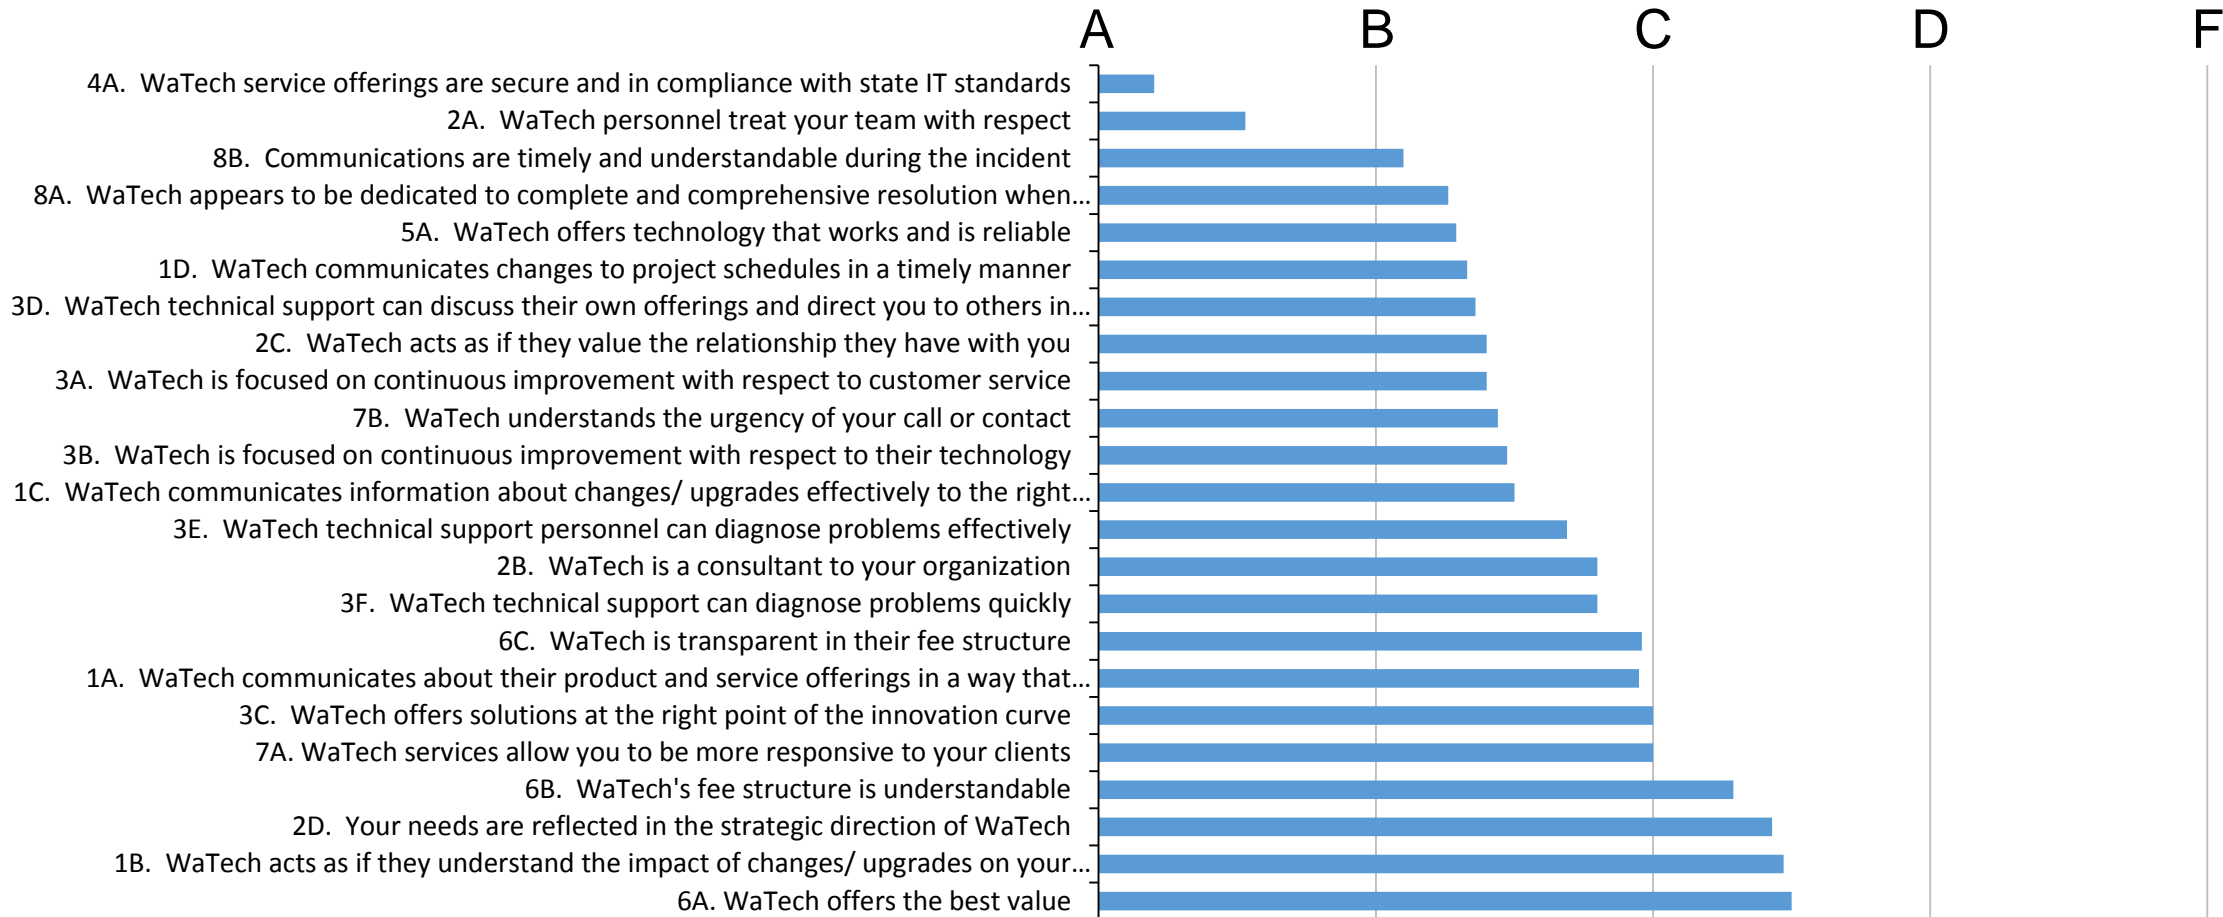 A B C D F
4A.  WaTech service offerings are secure and in compliance with state IT standards
2A.  WaTech personnel treat your team with respect
8B.  Communications are timely and understandable during the incident
8A.  WaTech appears to be dedicated to complete and comprehensive resolution when...
5A.  WaTech offers technology that works and is reliable
1D.  WaTech communicates changes to project schedules in a timely manner
3D.  WaTech technical support can discuss their own offerings and direct you to others in...
2C.  WaTech acts as if they value the relationship they have with you
3A.  WaTech is focused on continuous improvement with respect to customer service
7B.  WaTech understands the urgency of your call or contact
3B.  WaTech is focused on continuous improvement with respect to their technology
1C.  WaTech communicates information about changes/ upgrades effectively to the right...
3E.  WaTech technical support personnel can diagnose problems effectively
2B.  WaTech is a consultant to your organization
3F.  WaTech technical support can diagnose problems quickly
6C.  WaTech is transparent in their fee structure
1A.  WaTech communicates about their product and service offerings in a way that...
3C.  WaTech offers solutions at the right point of the innovation curve
7A. WaTech services allow you to be more responsive to your clients
6B.  WaTech's fee structure is understandable
2D.  Your needs are reflected in the strategic direction of WaTech
1B.  WaTech acts as if they understand the impact of changes/ upgrades on your...
6A. WaTech offers the best value